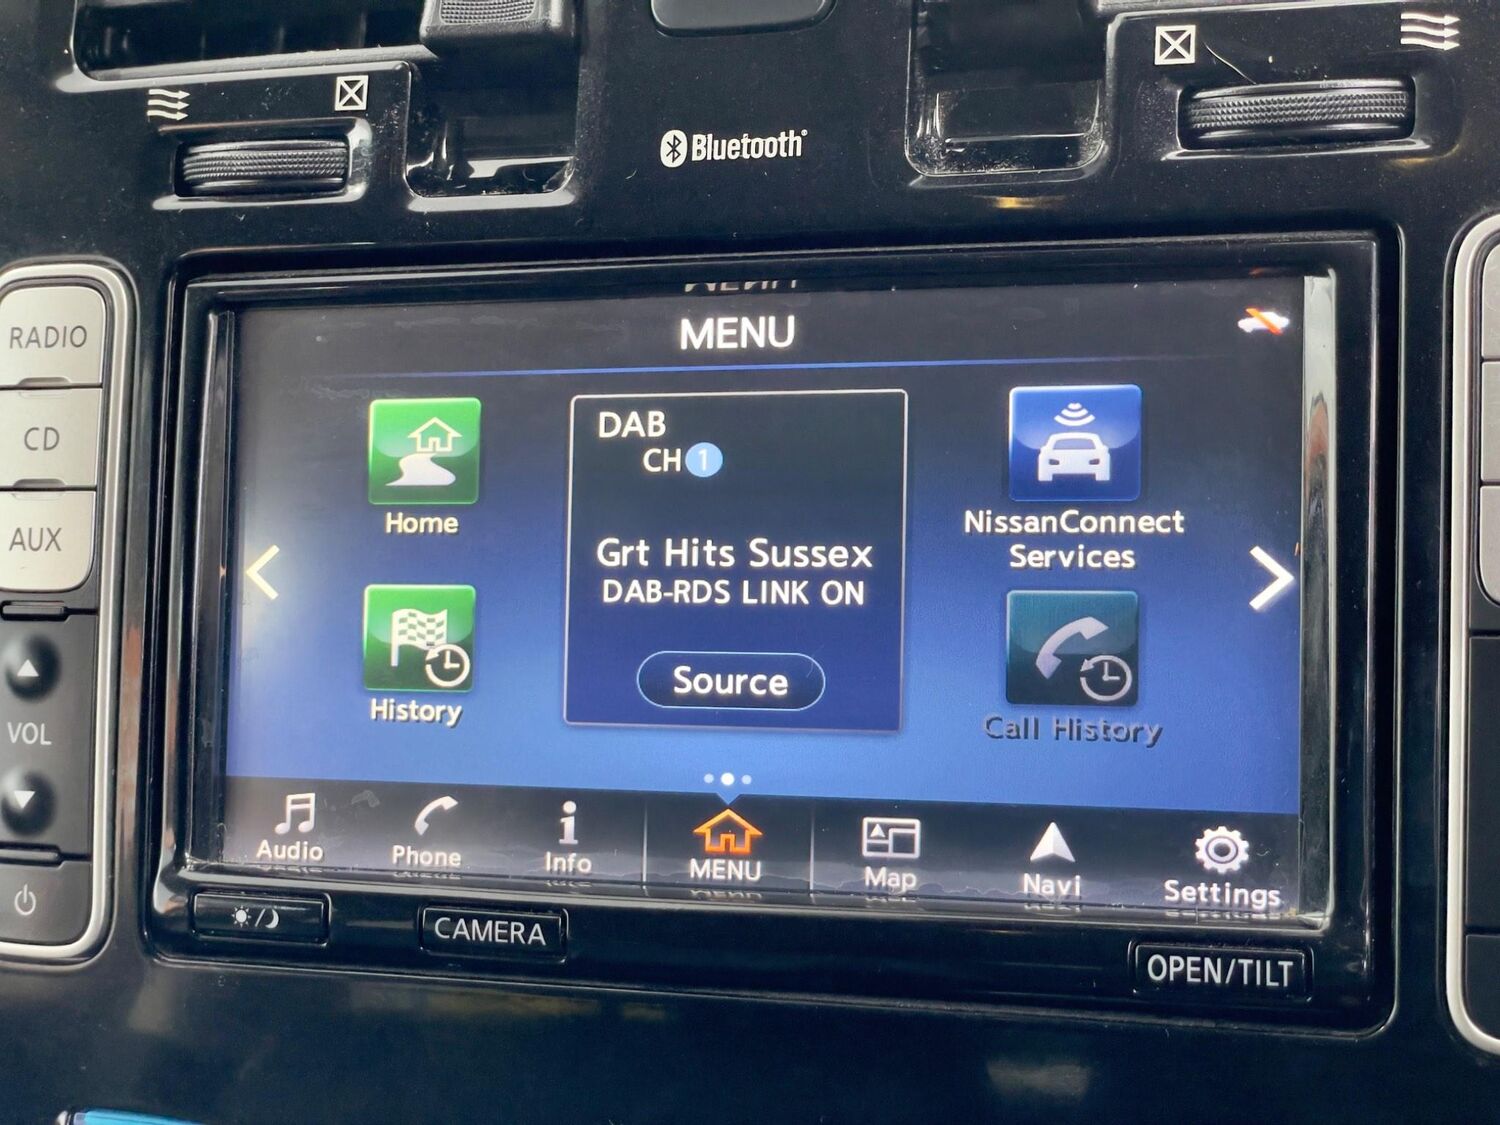 Bluetooth
RADIO
CD
AUX
VOL
MENU
DAB
CH 1
Grt Hits Sussex
DAB-RDS LINK ON
Source
Home
History
NissanConnect
Services
Call History
Audio
Phone
Info
MENU
Map
Navi
Settings
CAMERA
OPEN/TILT